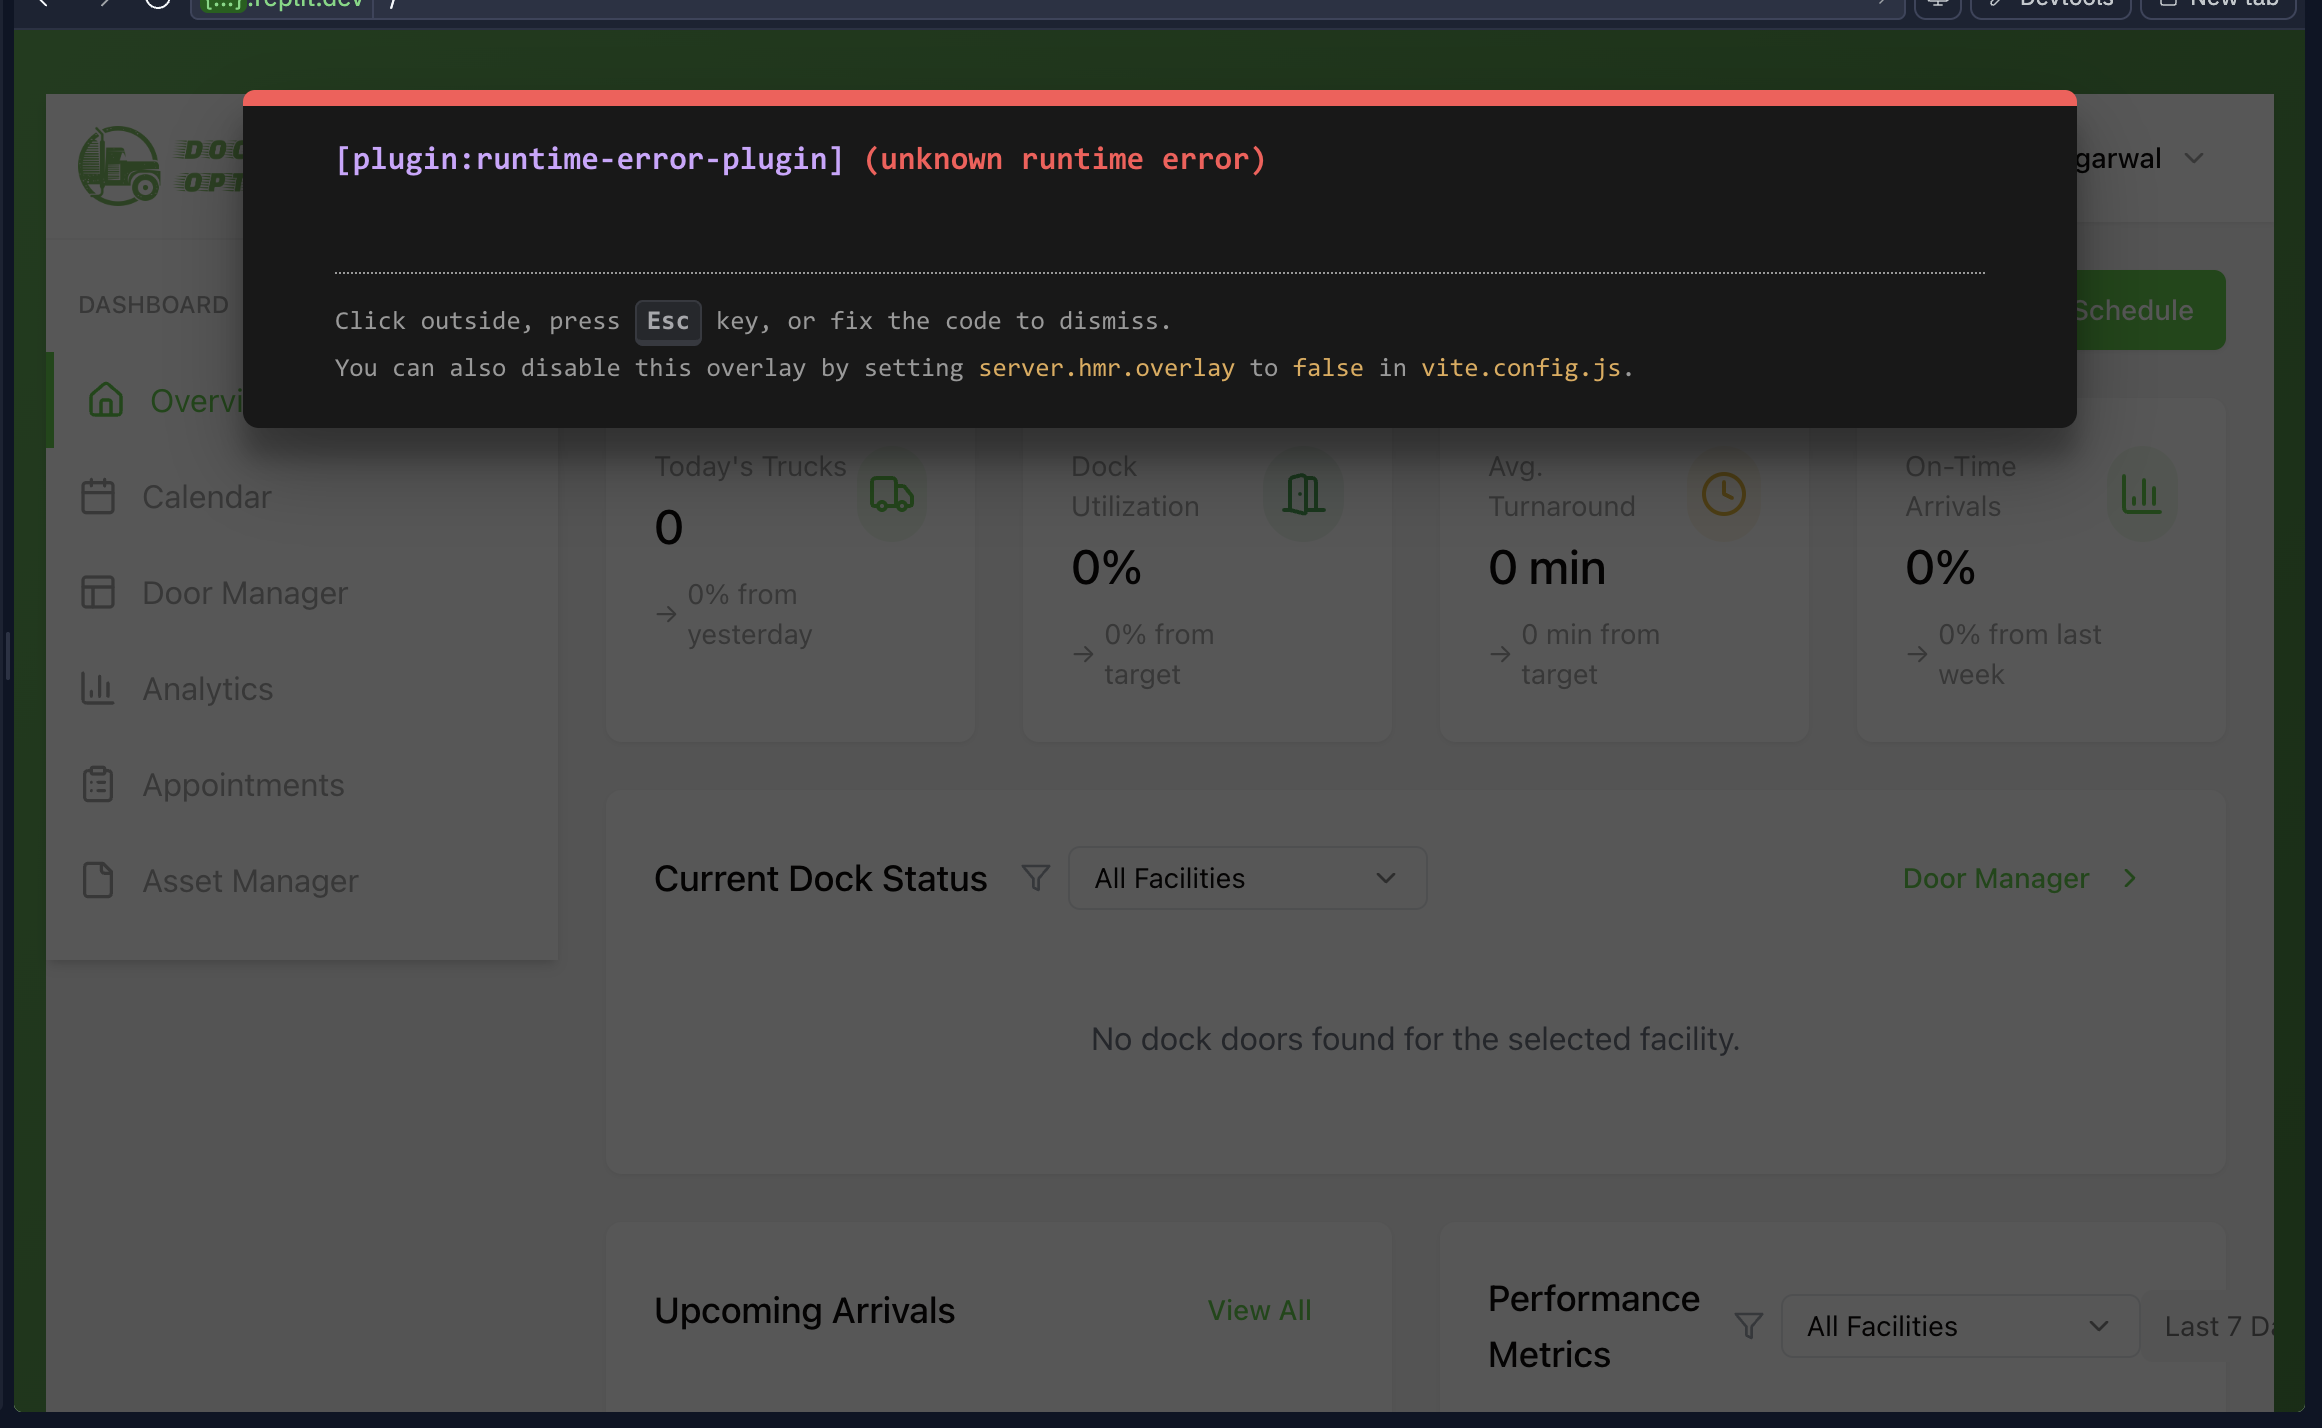 [...].replit.dev /
Devtools
New tab
[plugin:runtime-error-plugin] (unknown runtime error)
Click outside, press Esc key, or fix the code to dismiss.
You can also disable this overlay by setting server.hmr.overlay to false in vite.config.js.
garwal
Schedule
DASHBOARD
Overvi
Calendar
Door Manager
Analytics
Appointments
Asset Manager
Today's Trucks
0
0% from
yesterday
Dock
Utilization
0%
0% from
target
Avg.
Turnaround
0 min
0 min from
target
On-Time
Arrivals
0%
0% from last
week
Current Dock Status
All Facilities
Door Manager
No dock doors found for the selected facility.
Upcoming Arrivals
View All
Performance
Metrics
All Facilities
Last 7 Da